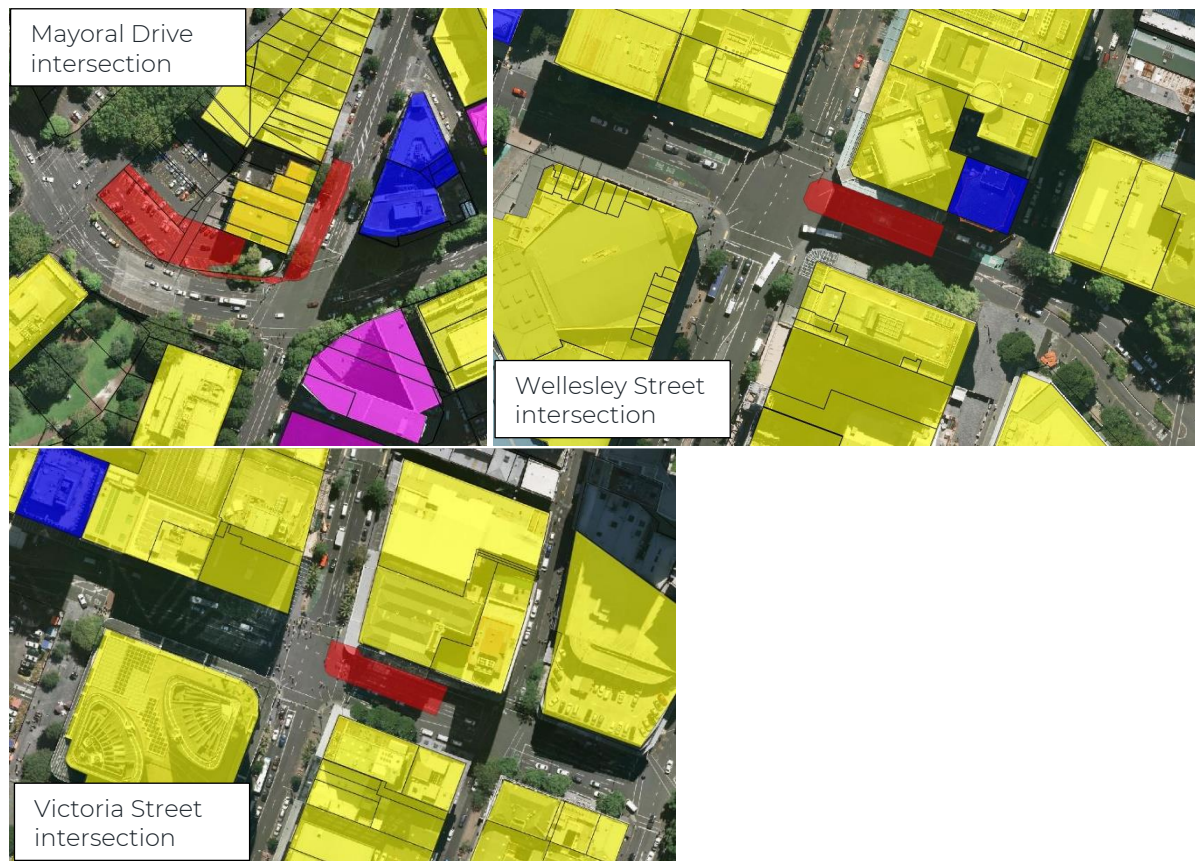 Mayoral Drive
intersection
Wellesley Street
intersection
Victoria Street
intersection